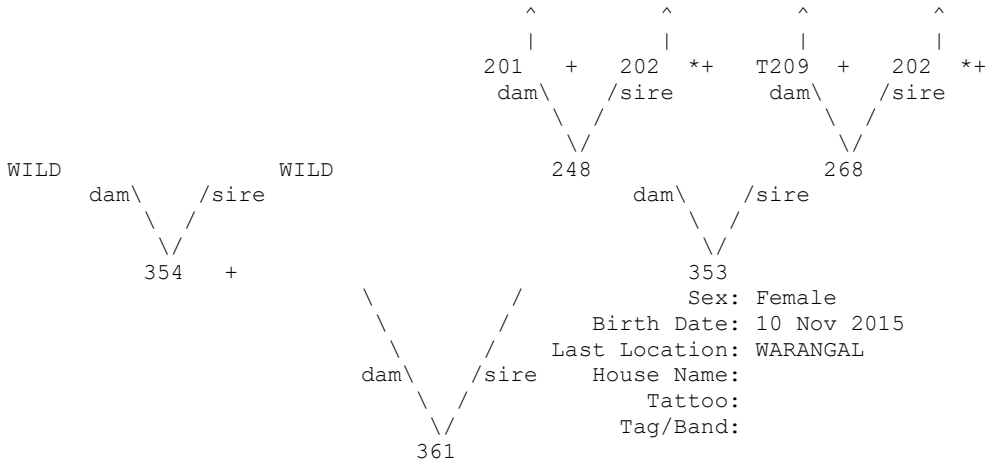 ^ ^ ^ ^
| | | |
201 + 202 *+ T209 + 202 *+
dam\ /sire dam\ /sire
\ / \ /
\/ \/
WILD WILD 248 268
dam\ /sire dam\ /sire
\ / \ /
\/ \/
354 + 353
\ / Sex: Female
\ / Birth Date: 10 Nov 2015
\ / Last Location: WARANGAL
dam\ /sire House Name:
\ / Tattoo:
\/ Tag/Band:
361